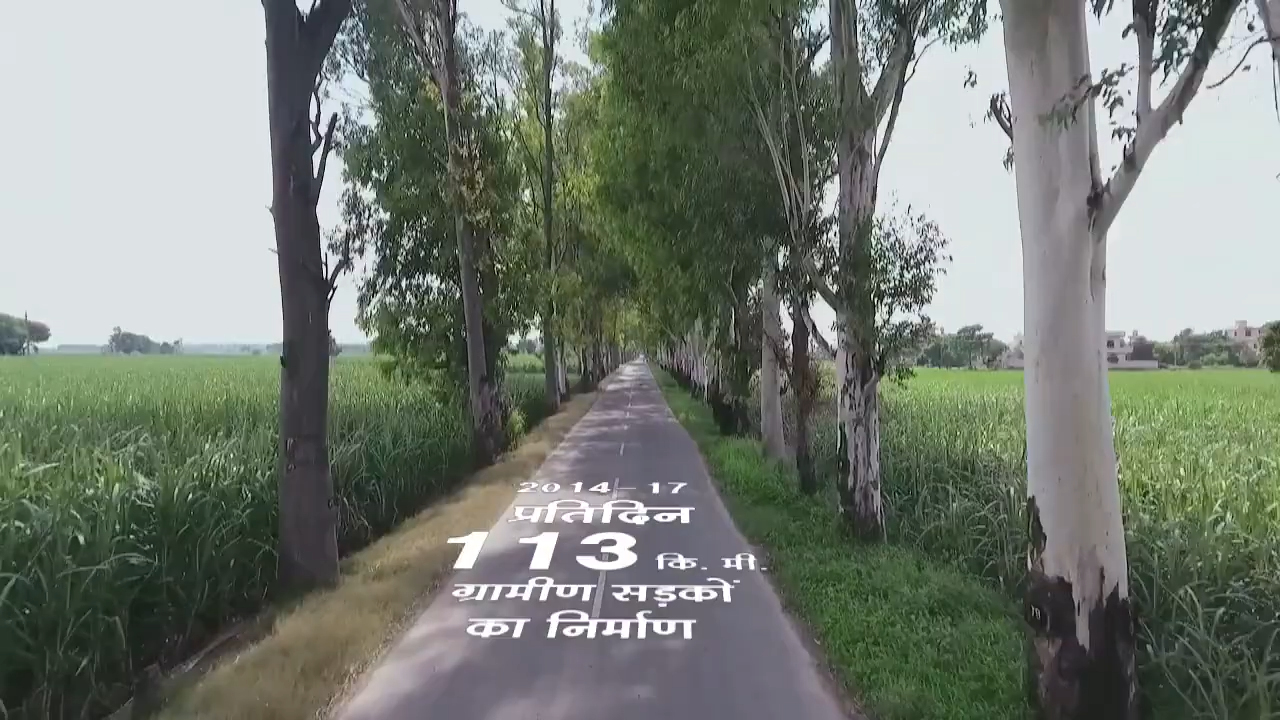 2014-17
प्रतिदिन
113 कि. मी.
ग्रामीण सड़कों
का निर्माण